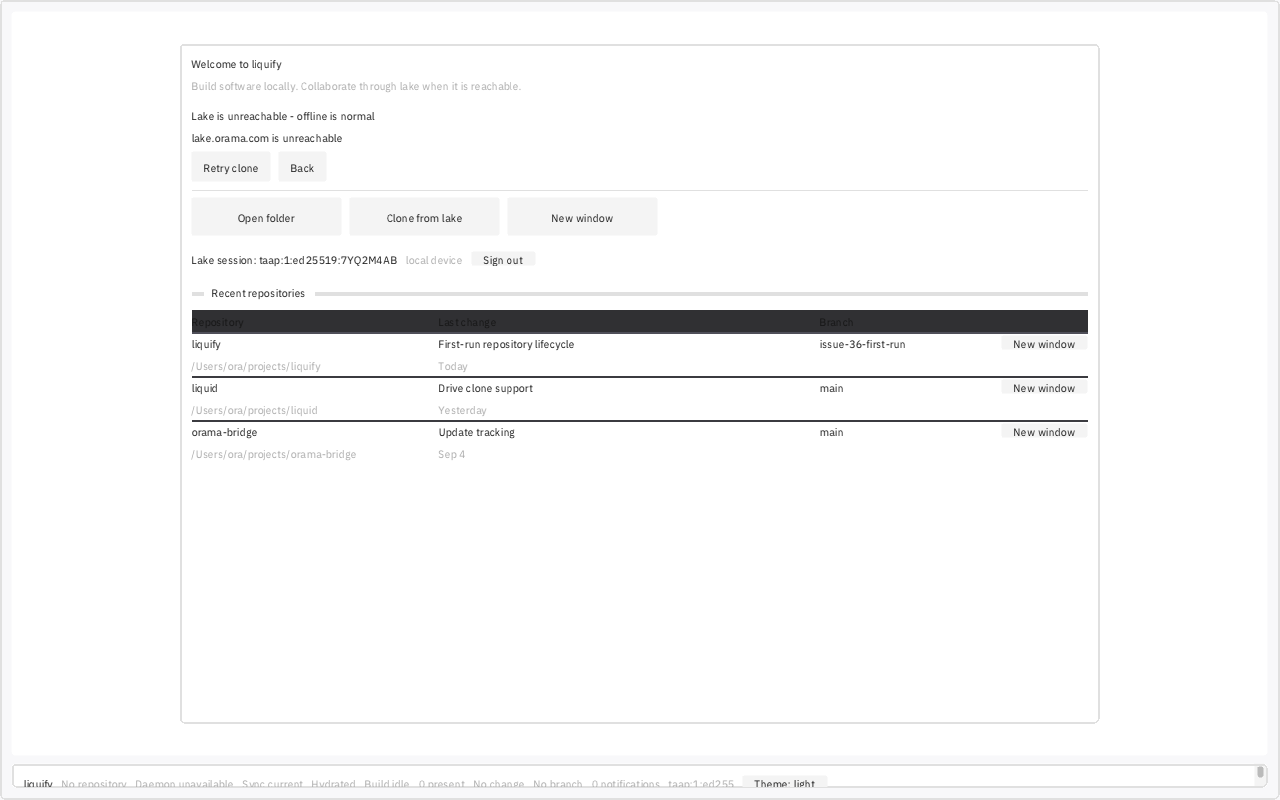 Welcome to liquify
Build software locally. Collaborate through lake when it is reachable.
Lake is unreachable - offline is normal
lake.orama.com is unreachable
Retry clone Back
Open folder Clone from lake New window
Lake session: taap:1:ed25519:7YQ2M4AB local device Sign out
Recent repositories
Repository Last change Branch
liquify First-run repository lifecycle issue-36-first-run New window
/Users/ora/projects/liquify Today
liquid Drive clone support main New window
/Users/ora/projects/liquid Yesterday
orama-bridge Update tracking main New window
/Users/ora/projects/orama-bridge Sep 4
liquify No repository Daemon unavailable Sync current Hydrated Build idle 0 present No change No branch 0 notifications taap:1:ed255 Theme: light